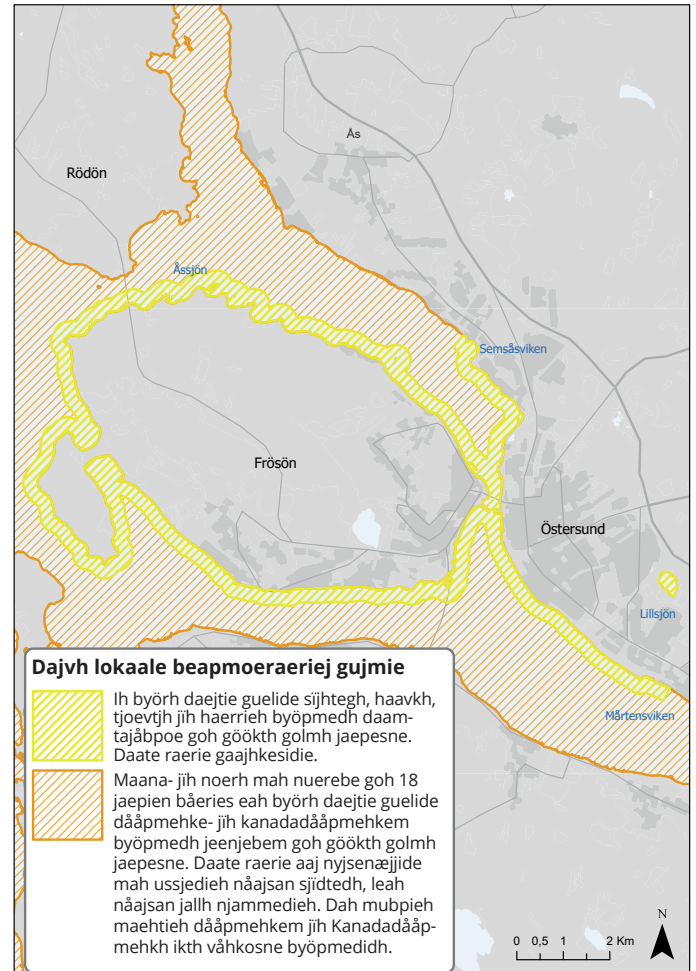 Ås
Rödön
Åssjön
Semsåsviken
Frösön
Östersund
Lillsjön
Mårtensviken
Dajvh lokaale beapmoeraeriej gujmie
Ih byörh daejtie guelide sïjhtegh, haavkh,
tjoevtjh jïh haerrieh byöpmedh daam-
tajåbpoe goh göökth golmh jaepesne.
Daate raerie gaajhkesidie.
Maana- jïh noerh mah nuerebe goh 18
jaepien båeries eah byörh daejtie guelide
dååpmehke- jïh kanadadååpmehkem
byöpmedh jeenjebem goh göökth golmh
jaepesne. Daate raerie aaj nyjsenæjjide
mah ussjedieh nåajsan sjïdtedh, leah
nåajsan jallh njammedieh. Dah mubpieh
maehtieh dååpmehkem jïh Kanadadååp-
mehkh ikth våhkosne byöpmedidh.
0 0,5 1 2 Km
N